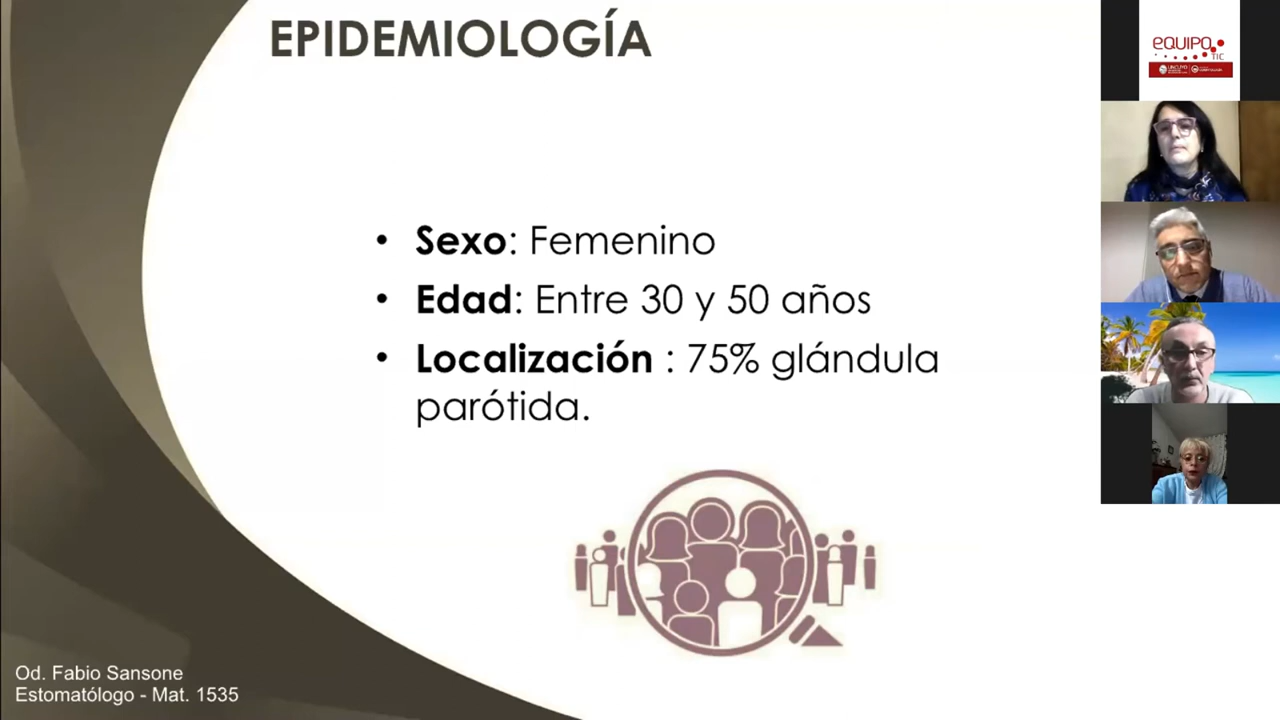 EPIDEMIOLOGÍA
• Sexo: Femenino
• Edad: Entre 30 y 50 años
• Localización : 75% glándula
parótida.
Od. Fabio Sansone
Estomatólogo - Mat. 1535
eQUIPO
TIC
UNCUYO